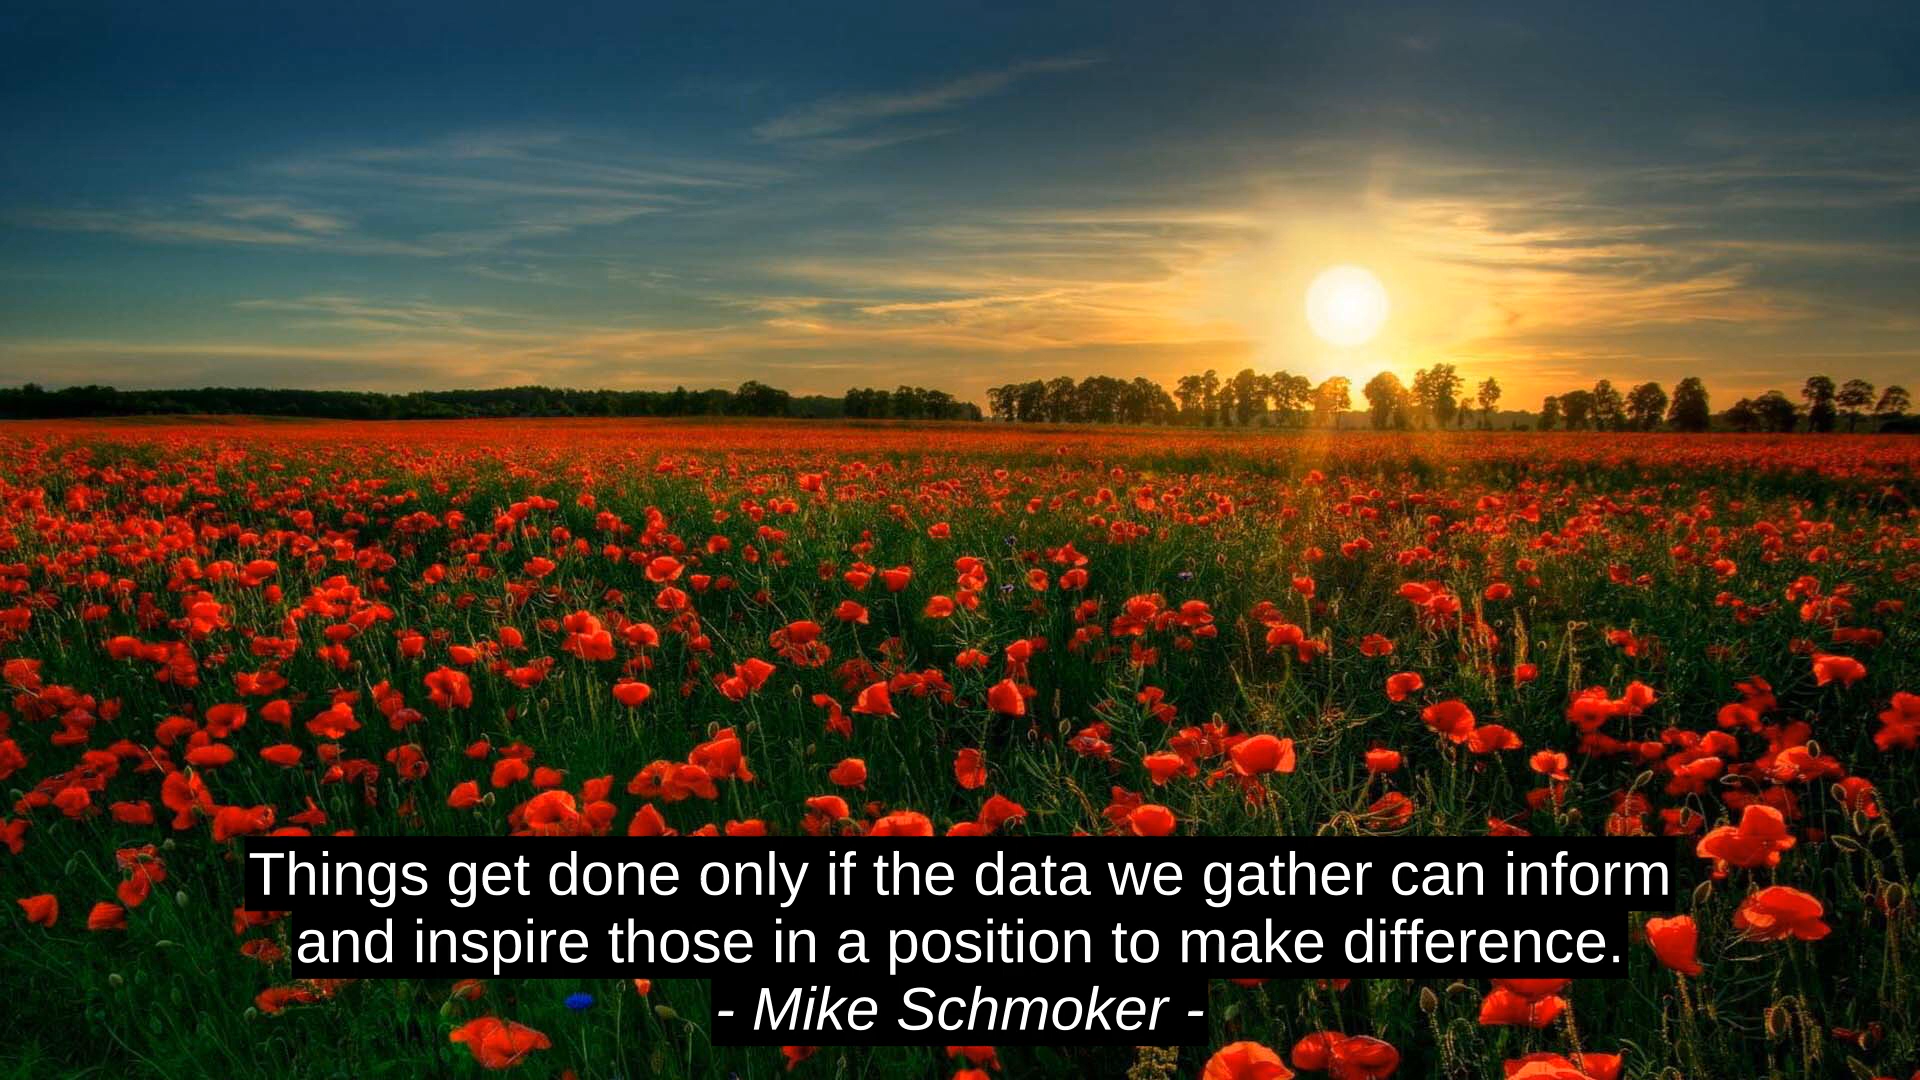 Things get done only if the data we gather can inform
and inspire those in a position to make difference.
- Mike Schmoker -